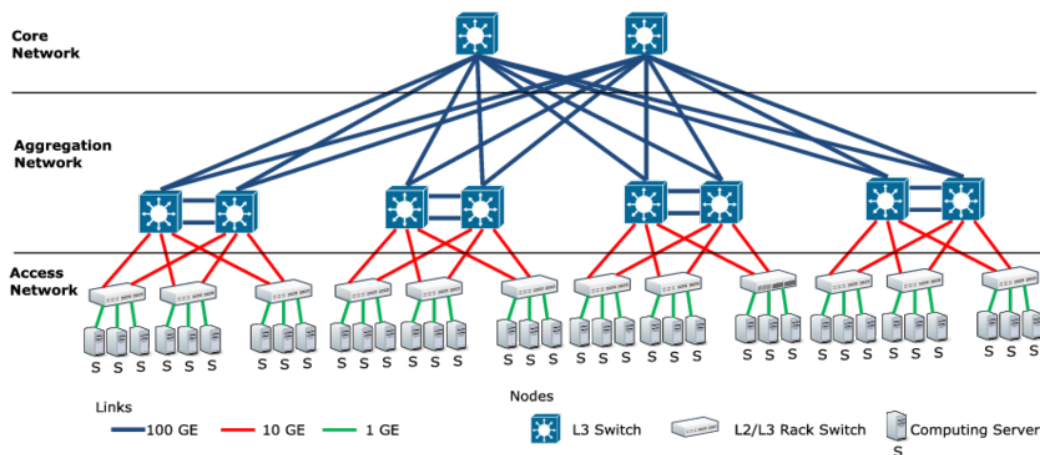 Core
Network
Aggregation
Network
Access
Network
S S S S S S S S S S S S S S S S S S S S S S S S S S S S S S S S S S S S
Links
100 GE
10 GE
1 GE
Nodes
L3 Switch
L2/L3 Rack Switch
Computing Server
S